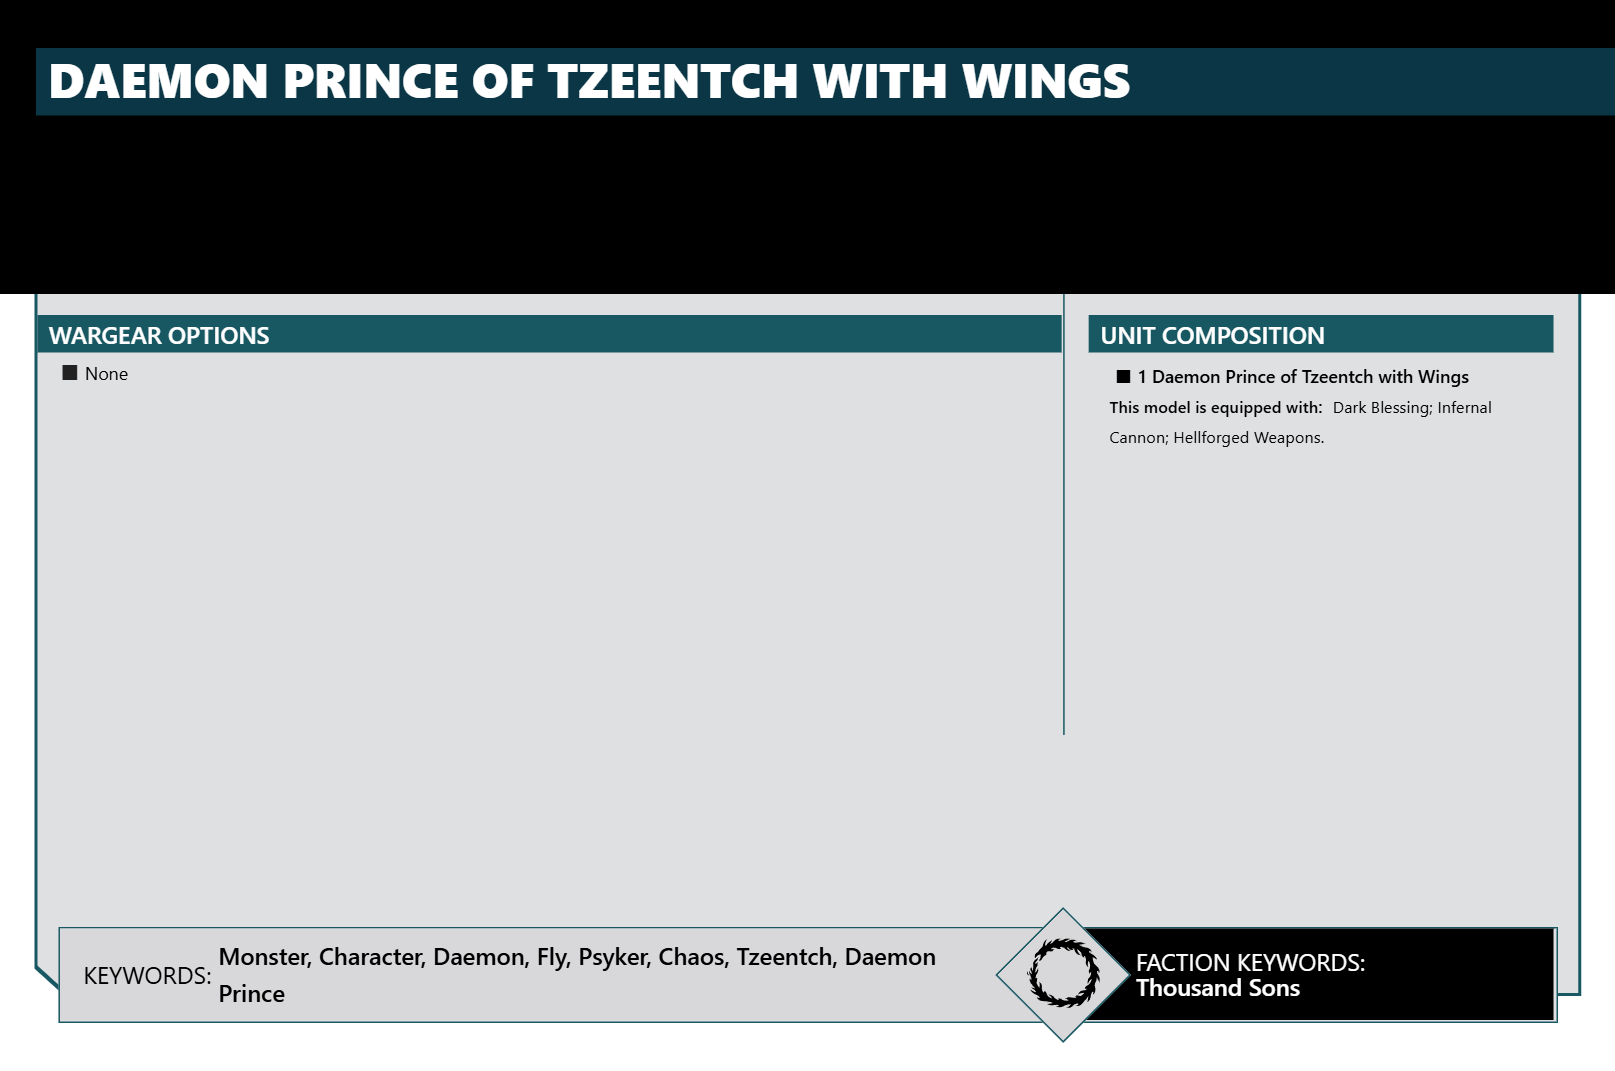 DAEMON PRINCE OF TZEENTCH WITH WINGS
WARGEAR OPTIONS
■ None
UNIT COMPOSITION
■ 1 Daemon Prince of Tzeentch with Wings
This model is equipped with: Dark Blessing; Infernal
Cannon; Hellforged Weapons.
KEYWORDS: Monster, Character, Daemon, Fly, Psyker, Chaos, Tzeentch, Daemon
Prince
FACTION KEYWORDS:
Thousand Sons